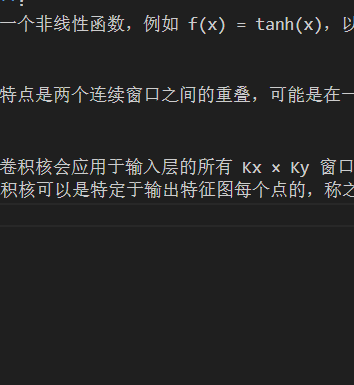 一个非线性函数，例如 f(x) = tanh(x)，以
特点是两个连续窗口之间的重叠，可能是在一
卷积核会应用于输入层的所有 Kx × Ky 窗口
积核可以是特定于输出特征图每个点的，称之